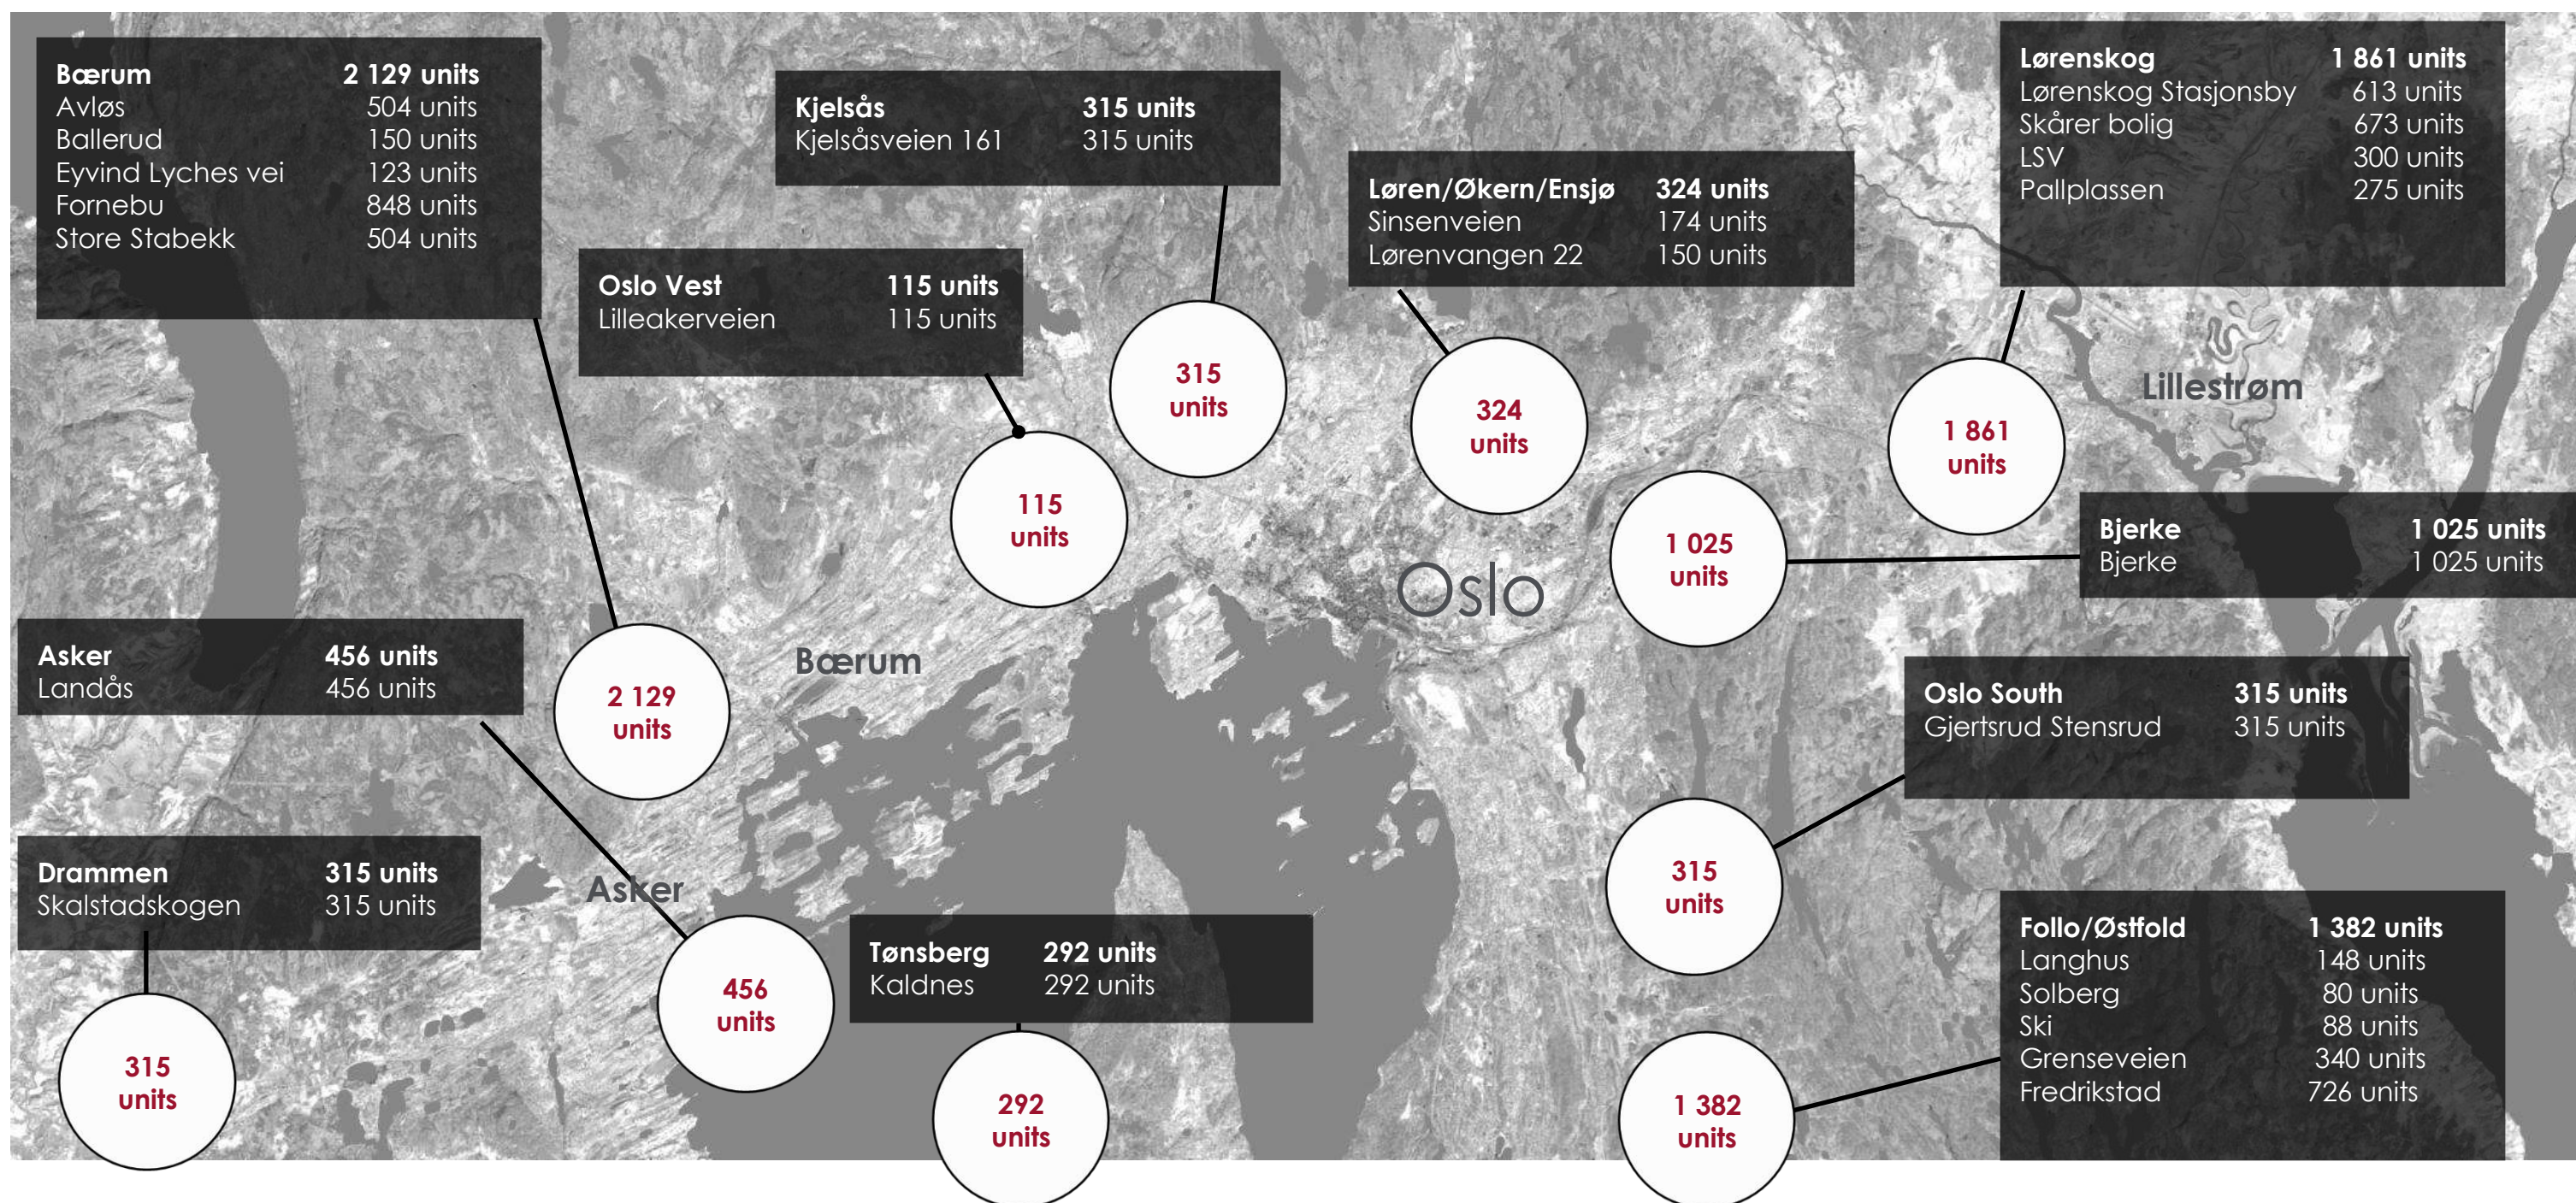 Bærum 2 129 units
Avløs 504 units
Ballerud 150 units
Eyvind Lyches vei 123 units
Fornebu 848 units
Store Stabekk 504 units
Kjelsås 315 units
Kjelsåsveien 161 315 units
Løren/Økern/Ensjø 324 units
Sinsenveien 174 units
Lørenvangen 22 150 units
Lørenskog 1 861 units
Lørenskog Stasjonsby 613 units
Skårer bolig 673 units
LSV 300 units
Pallplassen 275 units
Oslo Vest 115 units
Lilleakerveien 115 units
315
units
324
units
1 861
units
Lillestrøm
115
units
1 025
units
Bjerke 1 025 units
Bjerke 1 025 units
Oslo
Asker 456 units
Landås 456 units
2 129
units
Bærum
Oslo South 315 units
Gjertsrud Stensrud 315 units
Drammen 315 units
Skalstadskogen 315 units
Asker
315
units
Tønsberg 292 units
Kaldnes 292 units
Follo/Østfold 1 382 units
Langhus 148 units
Solberg 80 units
Ski 88 units
Grenseveien 340 units
Fredrikstad 726 units
315
units
456
units
292
units
1 382
units